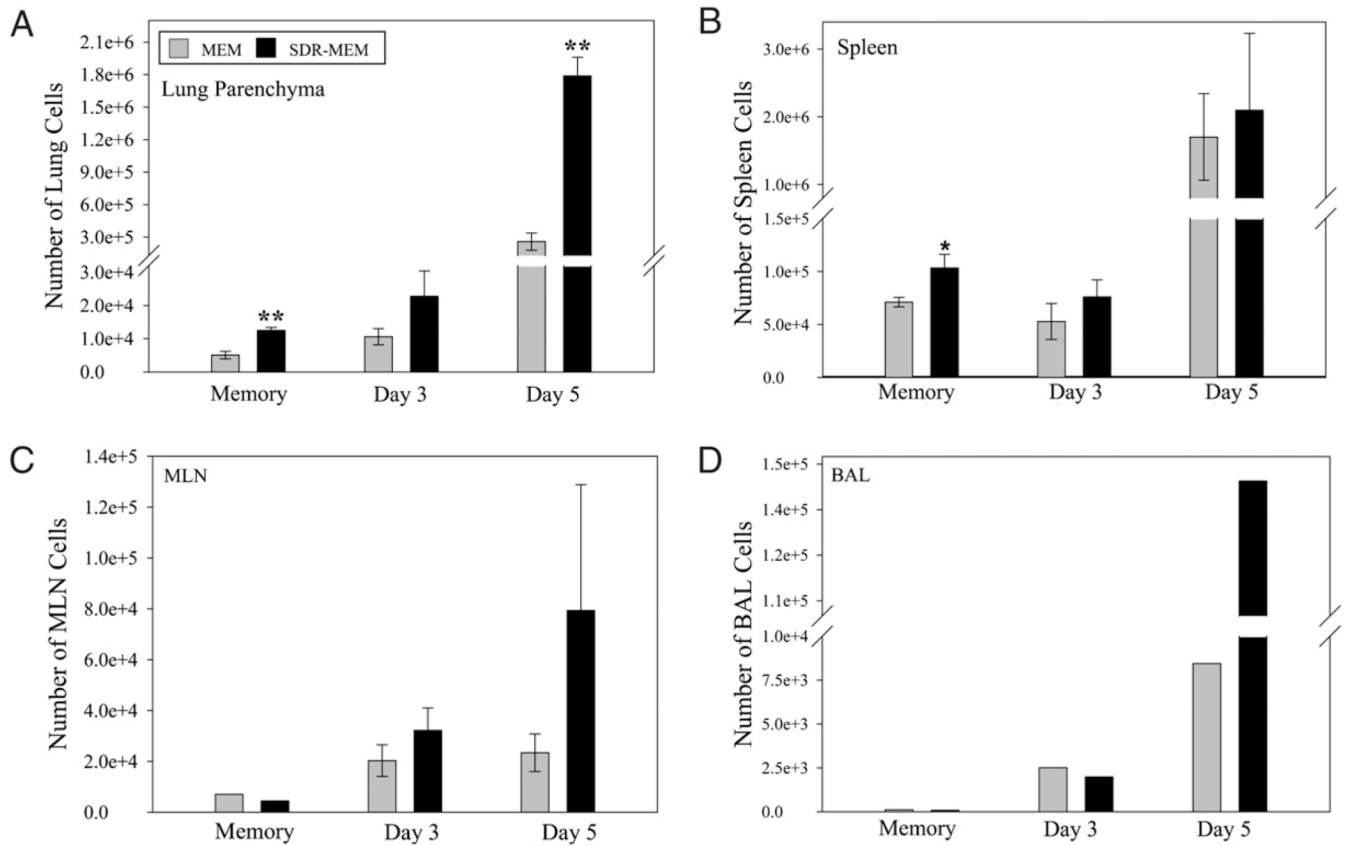 A
Number of Lung Cells
2.1e+6
1.8e+6
1.5e+6
1.2e+6
9.0e+5
6.0e+5
3.0e+5
3.0e+4
2.0e+4
1.0e+4
0.0
MEM SDR-MEM
Lung Parenchyma
**
**
Memory Day 3 Day 5
B
Number of Spleen Cells
3.0e+6
2.0e+6
1.0e+6
1.5e+5
1.0e+5
5.0e+4
0.0
Spleen
*
Memory Day 3 Day 5
C
Number of MLN Cells
1.4e+5
1.2e+5
1.0e+5
8.0e+4
6.0e+4
4.0e+4
2.0e+4
0.0
MLN
Memory Day 3 Day 5
D
Number of BAL Cells
1.5e+5
1.4e+5
1.2e+5
1.1e+5
1.0e+4
7.5e+3
5.0e+3
2.5e+3
0.0
BAL
Memory Day 3 Day 5